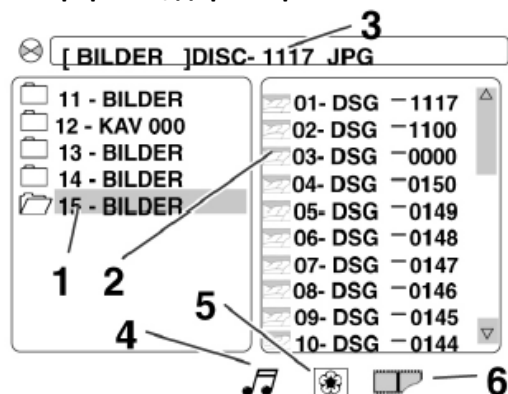 3
[ BILDER ]DISC- 1117 JPG
11 - BILDER
12 - KAV 000
13 - BILDER
14 - BILDER
15 - BILDER
01- DSG –1117
02- DSG –1100
03- DSG –0000
04- DSG –0150
05- DSG –0149
06- DSG –0148
07- DSG –0147
08- DSG –0146
09- DSG –0145
10- DSG –0144
1 2
5
4
6